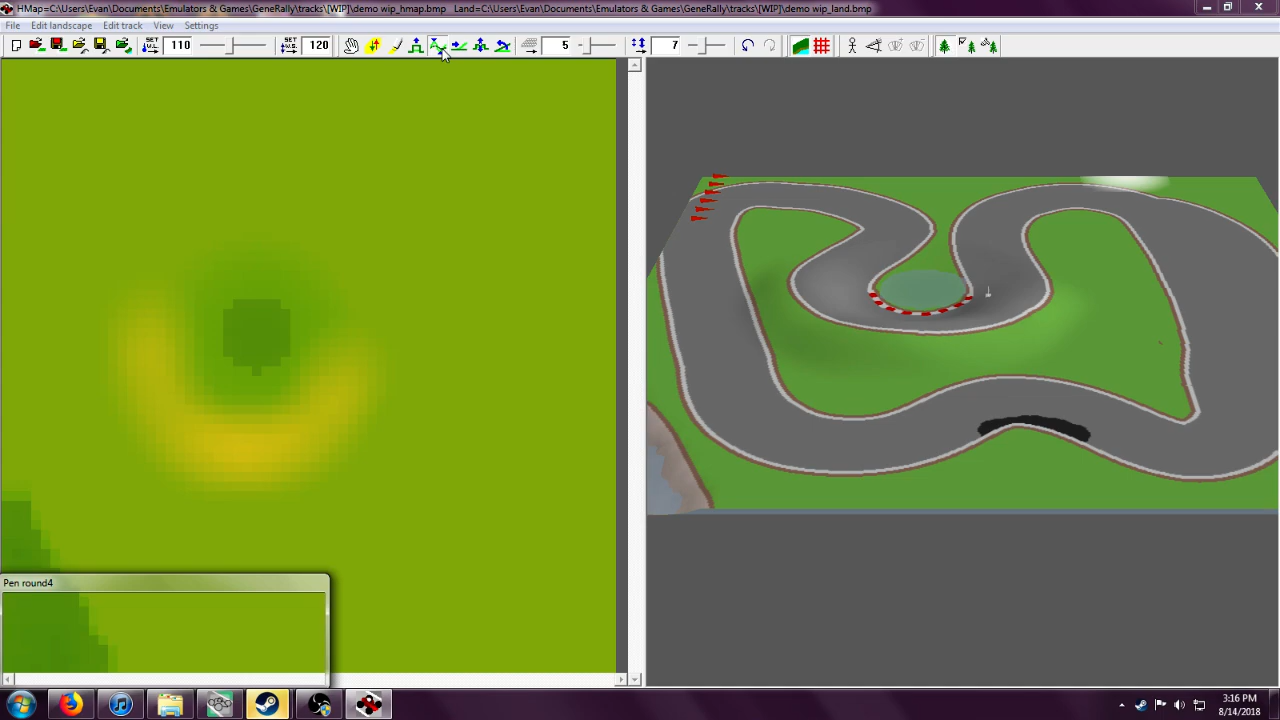 HMap=C:\Users\Evan\Documents\Emulators & Games\GeneRally\tracks\[WIP]\demo wip_hmap.bmp Land=C:\Users\Evan\Documents\Emulators & Games\GeneRally\tracks\[WIP]\demo wip_land.bmp
File Edit landscape Edit track View Settings
SET 110 SET 120 5 7
Pen round4
3:16 PM
8/14/2018